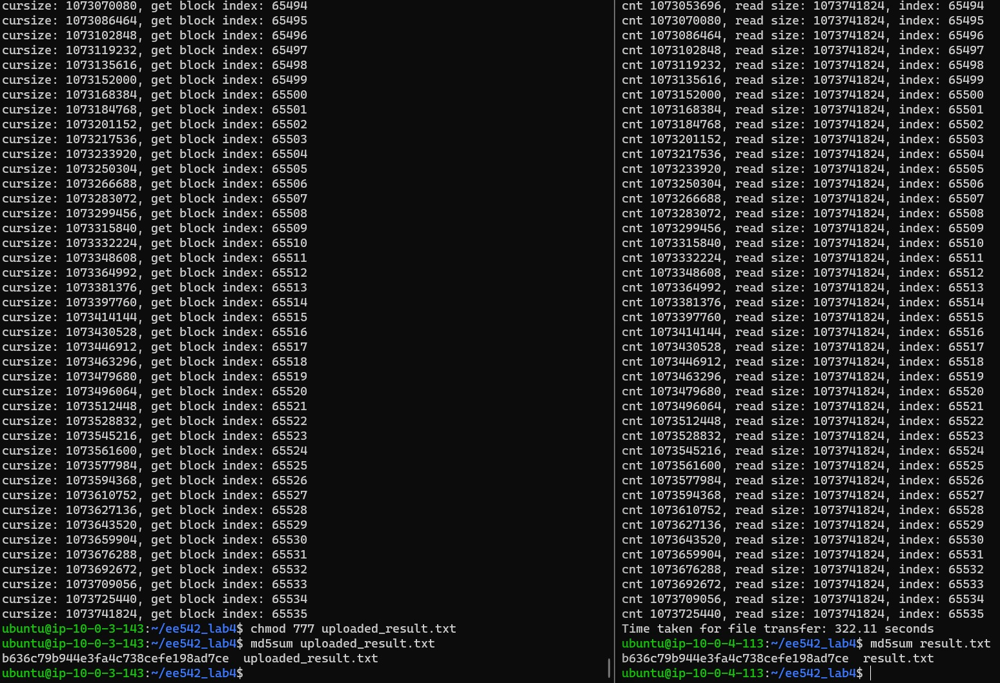 cursize: 1073070080, get block index: 65494
cursize: 1073086464, get block index: 65495
cursize: 1073102848, get block index: 65496
cursize: 1073119232, get block index: 65497
cursize: 1073135616, get block index: 65498
cursize: 1073152000, get block index: 65499
cursize: 1073168384, get block index: 65500
cursize: 1073184768, get block index: 65501
cursize: 1073201152, get block index: 65502
cursize: 1073217536, get block index: 65503
cursize: 1073233920, get block index: 65504
cursize: 1073250304, get block index: 65505
cursize: 1073266688, get block index: 65506
cursize: 1073283072, get block index: 65507
cursize: 1073299456, get block index: 65508
cursize: 1073315840, get block index: 65509
cursize: 1073332224, get block index: 65510
cursize: 1073348608, get block index: 65511
cursize: 1073364992, get block index: 65512
cursize: 1073381376, get block index: 65513
cursize: 1073397760, get block index: 65514
cursize: 1073414144, get block index: 65515
cursize: 1073430528, get block index: 65516
cursize: 1073446912, get block index: 65517
cursize: 1073463296, get block index: 65518
cursize: 1073479680, get block index: 65519
cursize: 1073496064, get block index: 65520
cursize: 1073512448, get block index: 65521
cursize: 1073528832, get block index: 65522
cursize: 1073545216, get block index: 65523
cursize: 1073561600, get block index: 65524
cursize: 1073577984, get block index: 65525
cursize: 1073594368, get block index: 65526
cursize: 1073610752, get block index: 65527
cursize: 1073627136, get block index: 65528
cursize: 1073643520, get block index: 65529
cursize: 1073659904, get block index: 65530
cursize: 1073676288, get block index: 65531
cursize: 1073692672, get block index: 65532
cursize: 1073709056, get block index: 65533
cursize: 1073725440, get block index: 65534
cursize: 1073741824, get block index: 65535
ubuntu@ip-10-0-3-143:~/ee542_lab4$ chmod 777 uploaded_result.txt
ubuntu@ip-10-0-3-143:~/ee542_lab4$ md5sum uploaded_result.txt
b636c79b944e3fa4c738cefe198ad7ce  uploaded_result.txt
ubuntu@ip-10-0-3-143:~/ee542_lab4$
cnt 1073053696, read size: 1073741824, index: 65494
cnt 1073070080, read size: 1073741824, index: 65495
cnt 1073086464, read size: 1073741824, index: 65496
cnt 1073102848, read size: 1073741824, index: 65497
cnt 1073119232, read size: 1073741824, index: 65498
cnt 1073135616, read size: 1073741824, index: 65499
cnt 1073152000, read size: 1073741824, index: 65500
cnt 1073168384, read size: 1073741824, index: 65501
cnt 1073184768, read size: 1073741824, index: 65502
cnt 1073201152, read size: 1073741824, index: 65503
cnt 1073217536, read size: 1073741824, index: 65504
cnt 1073233920, read size: 1073741824, index: 65505
cnt 1073250304, read size: 1073741824, index: 65506
cnt 1073266688, read size: 1073741824, index: 65507
cnt 1073283072, read size: 1073741824, index: 65508
cnt 1073299456, read size: 1073741824, index: 65509
cnt 1073315840, read size: 1073741824, index: 65510
cnt 1073332224, read size: 1073741824, index: 65511
cnt 1073348608, read size: 1073741824, index: 65512
cnt 1073364992, read size: 1073741824, index: 65513
cnt 1073381376, read size: 1073741824, index: 65514
cnt 1073397760, read size: 1073741824, index: 65515
cnt 1073414144, read size: 1073741824, index: 65516
cnt 1073430528, read size: 1073741824, index: 65517
cnt 1073446912, read size: 1073741824, index: 65518
cnt 1073463296, read size: 1073741824, index: 65519
cnt 1073479680, read size: 1073741824, index: 65520
cnt 1073496064, read size: 1073741824, index: 65521
cnt 1073512448, read size: 1073741824, index: 65522
cnt 1073528832, read size: 1073741824, index: 65523
cnt 1073545216, read size: 1073741824, index: 65524
cnt 1073561600, read size: 1073741824, index: 65525
cnt 1073577984, read size: 1073741824, index: 65526
cnt 1073594368, read size: 1073741824, index: 65527
cnt 1073610752, read size: 1073741824, index: 65528
cnt 1073627136, read size: 1073741824, index: 65529
cnt 1073643520, read size: 1073741824, index: 65530
cnt 1073659904, read size: 1073741824, index: 65531
cnt 1073676288, read size: 1073741824, index: 65532
cnt 1073692672, read size: 1073741824, index: 65533
cnt 1073709056, read size: 1073741824, index: 65534
cnt 1073725440, read size: 1073741824, index: 65535
Time taken for file transfer: 322.11 seconds
ubuntu@ip-10-0-4-113:~/ee542_lab4$ md5sum result.txt
b636c79b944e3fa4c738cefe198ad7ce  result.txt
ubuntu@ip-10-0-4-113:~/ee542_lab4$